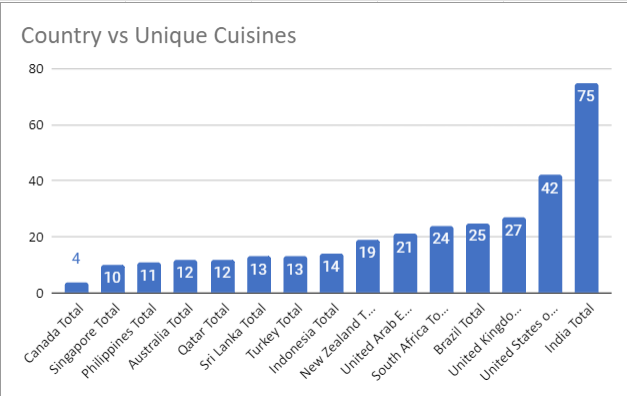 Country vs Unique Cuisines
80
60
40
20
0
4
10
11
12
12
13
13
14
19
21
24
25
27
42
75
Canada Total
Singapore Total
Philippines Total
Australia Total
Qatar Total
Sri Lanka Total
Turkey Total
Indonesia Total
New Zealand T...
United Arab E...
South Africa To...
Brazil Total
United Kingdo...
United States o...
India Total